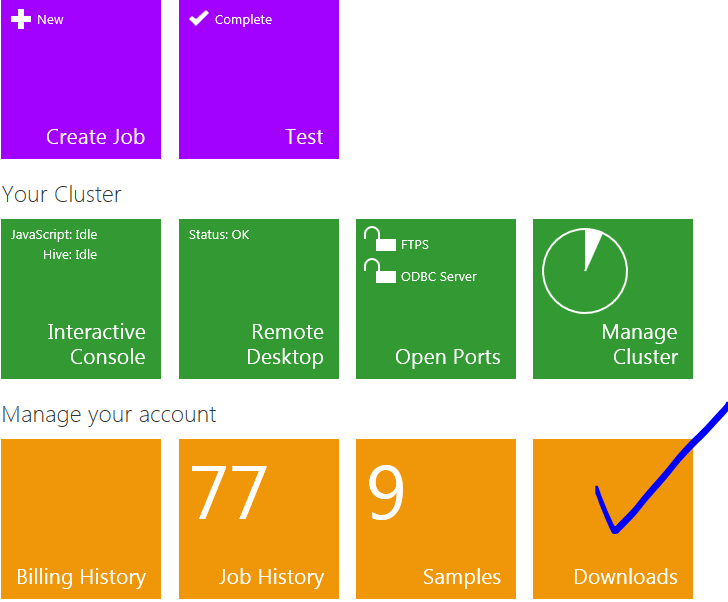 New
Create Job
Complete
Test
Your Cluster
JavaScript: Idle
Hive: Idle
Interactive
Console
Status: OK
Remote
Desktop
FTPS
ODBC Server
Open Ports
Manage
Cluster
Manage your account
Billing History
77
Job History
9
Samples
Downloads